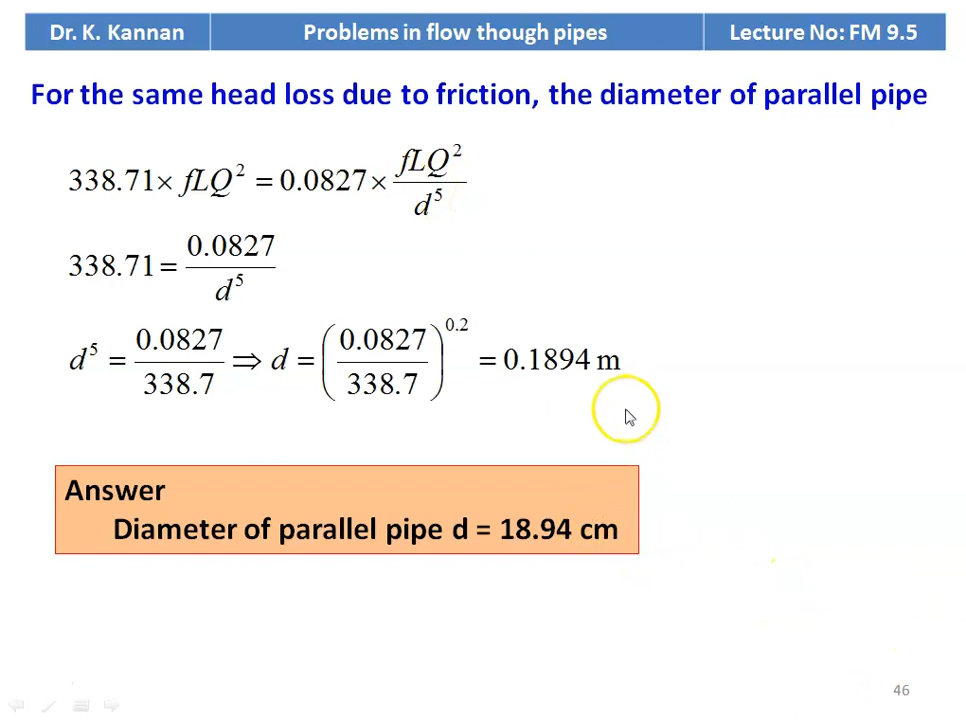 Dr. K. Kannan
Problems in flow though pipes
Lecture No: FM 9.5
For the same head loss due to friction, the diameter of parallel pipe
338.71 × fLQ² = 0.0827 × fLQ² / d⁵
338.71 = 0.0827 / d⁵
d⁵ = 0.0827 / 338.7 ⇒ d = (0.0827 / 338.7)^0.2 = 0.1894 m
Answer
Diameter of parallel pipe d = 18.94 cm
46